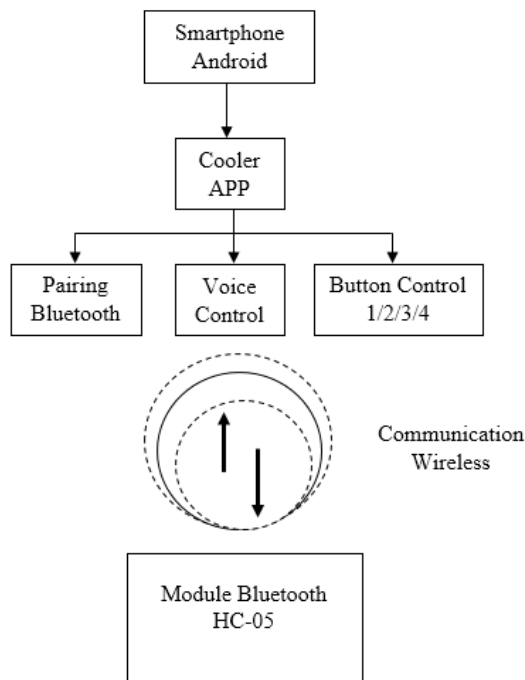 Smartphone
Android
Cooler
APP
Pairing
Bluetooth
Voice
Control
Button Control
1/2/3/4
Communication
Wireless
Module Bluetooth
HC-05